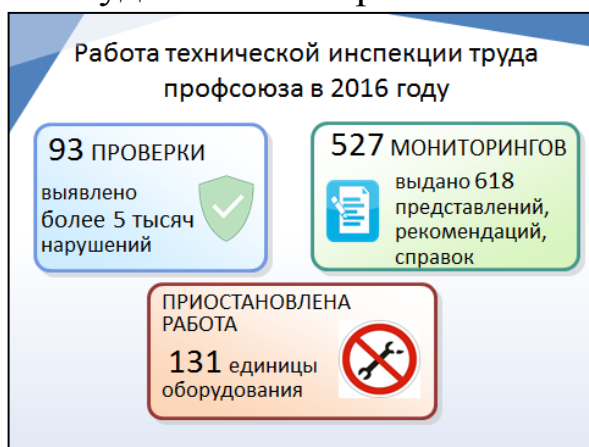 Работа технической инспекции труда
профсоюза в 2016 году
93 ПРОВЕРКИ
выявлено
более 5 тысяч
нарушений
527 МОНИТОРИНГОВ
выдано 618
представлений,
рекомендаций,
справок
ПРИОСТАНОВЛЕНА
РАБОТА
131 единицы
оборудования